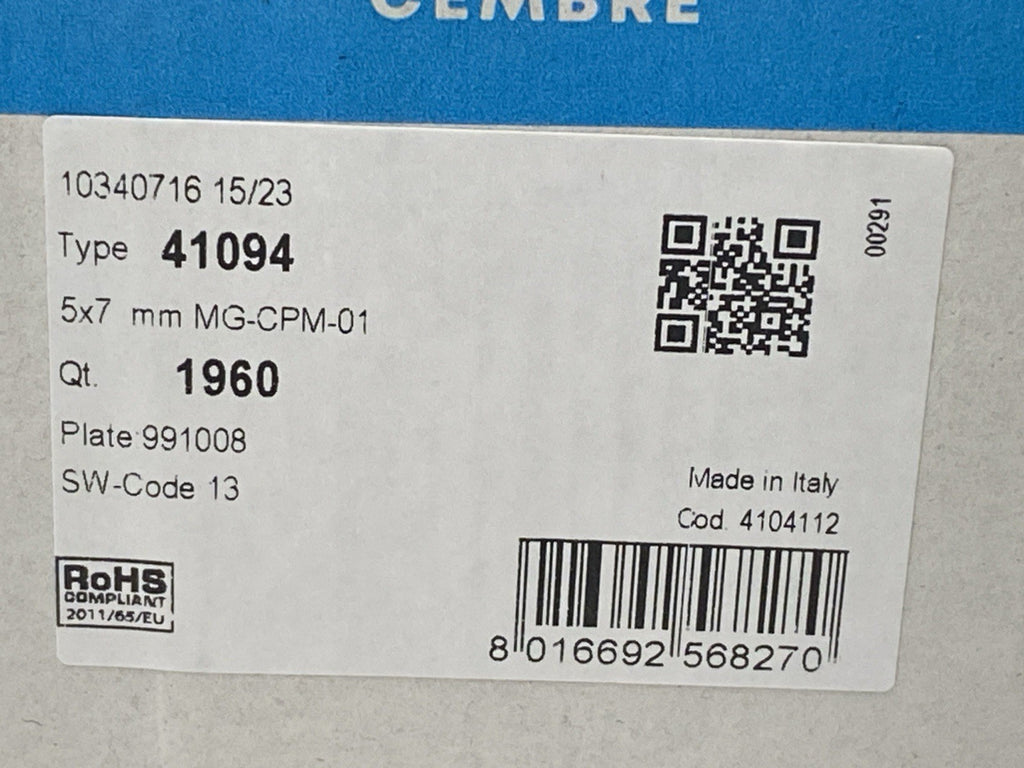 CEMBRE
10340716 15/23
Type 41094
5x7 mm MG-CPM-01
Qt. 1960
Plate 991008
SW-Code 13
00291
Made in Italy
Cod. 4104112
RoHS
COMPLIANT
2011/65/EU
8 016692 568270